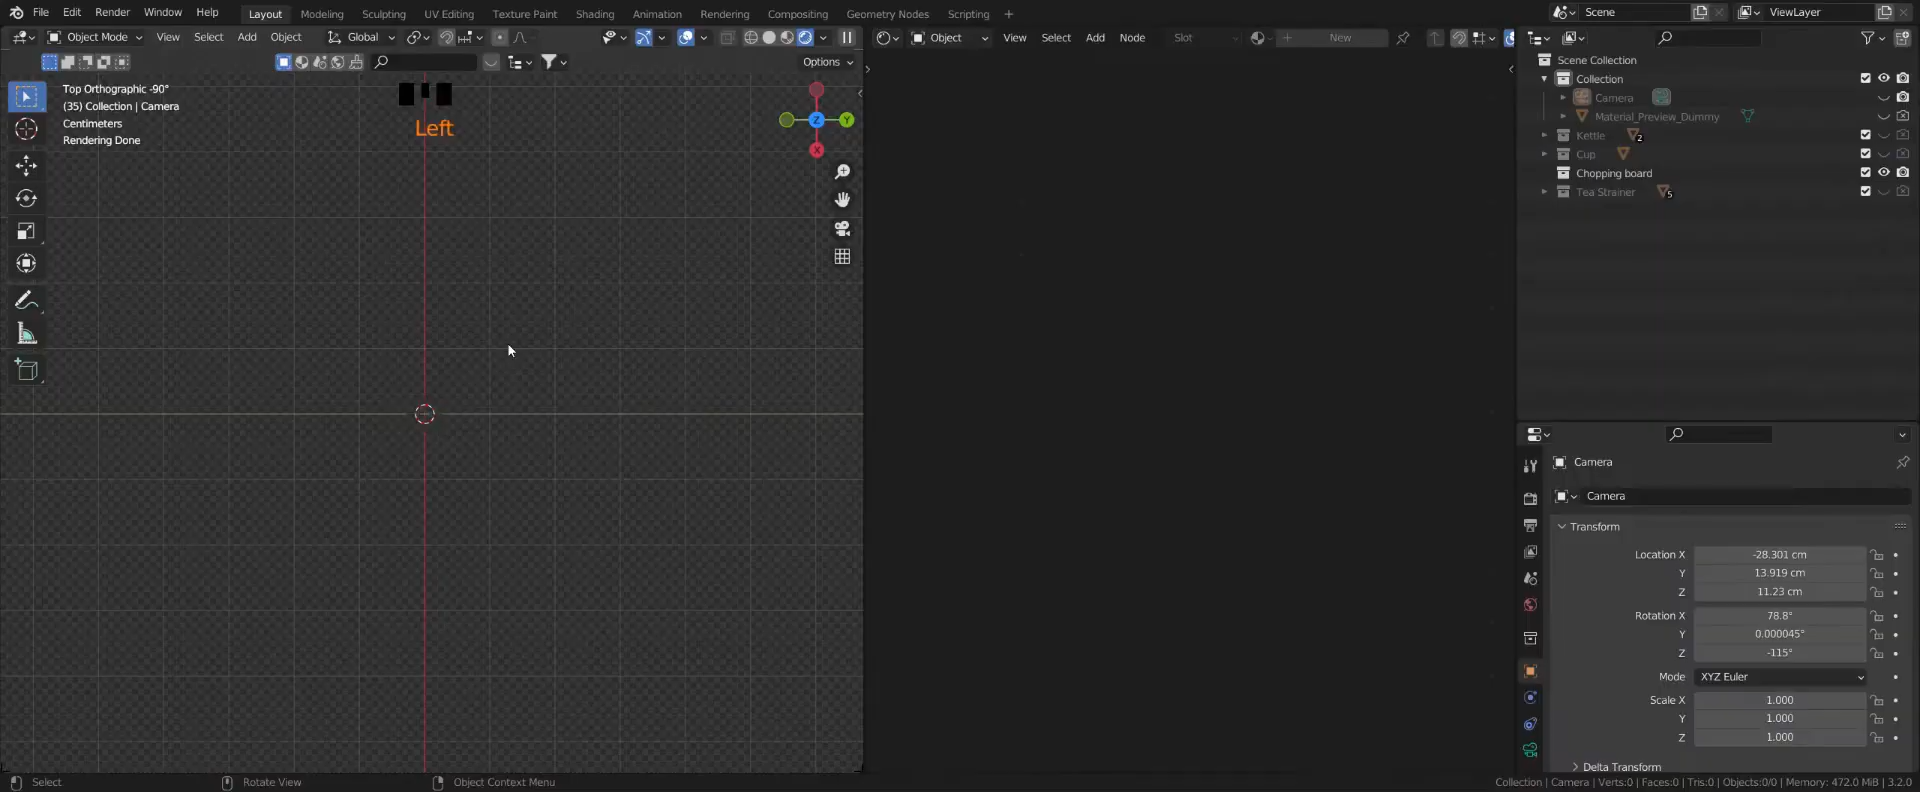 File Edit Render Window Help Layout Modeling Sculpting UV Editing Texture Paint Shading Animation Rendering Compositing Geometry Nodes Scripting + Scene ViewLayer
Object Mode View Select Add Object Global Object View Select Add Node Slot New
Options
Top Orthographic -90°
(35) Collection | Camera
Centimeters
Rendering Done
Left
Z
Y
X
Scene Collection
Collection
Camera
Material_Preview_Dummy
Kettle 2
Cup
Chopping board
Tea Strainer 5
Camera
Camera
Transform
Location X -28.301 cm
Y 13.919 cm
Z 11.23 cm
Rotation X 78.8°
Y 0.000045°
Z -115°
Mode XYZ Euler
Scale X 1.000
Y 1.000
Z 1.000
Delta Transform
Select Rotate View Object Context Menu Collection | Camera | Verts:0 | Faces:0 | Tris:0 | Objects:0/0 | Memory: 472.0 MiB | 3.2.0